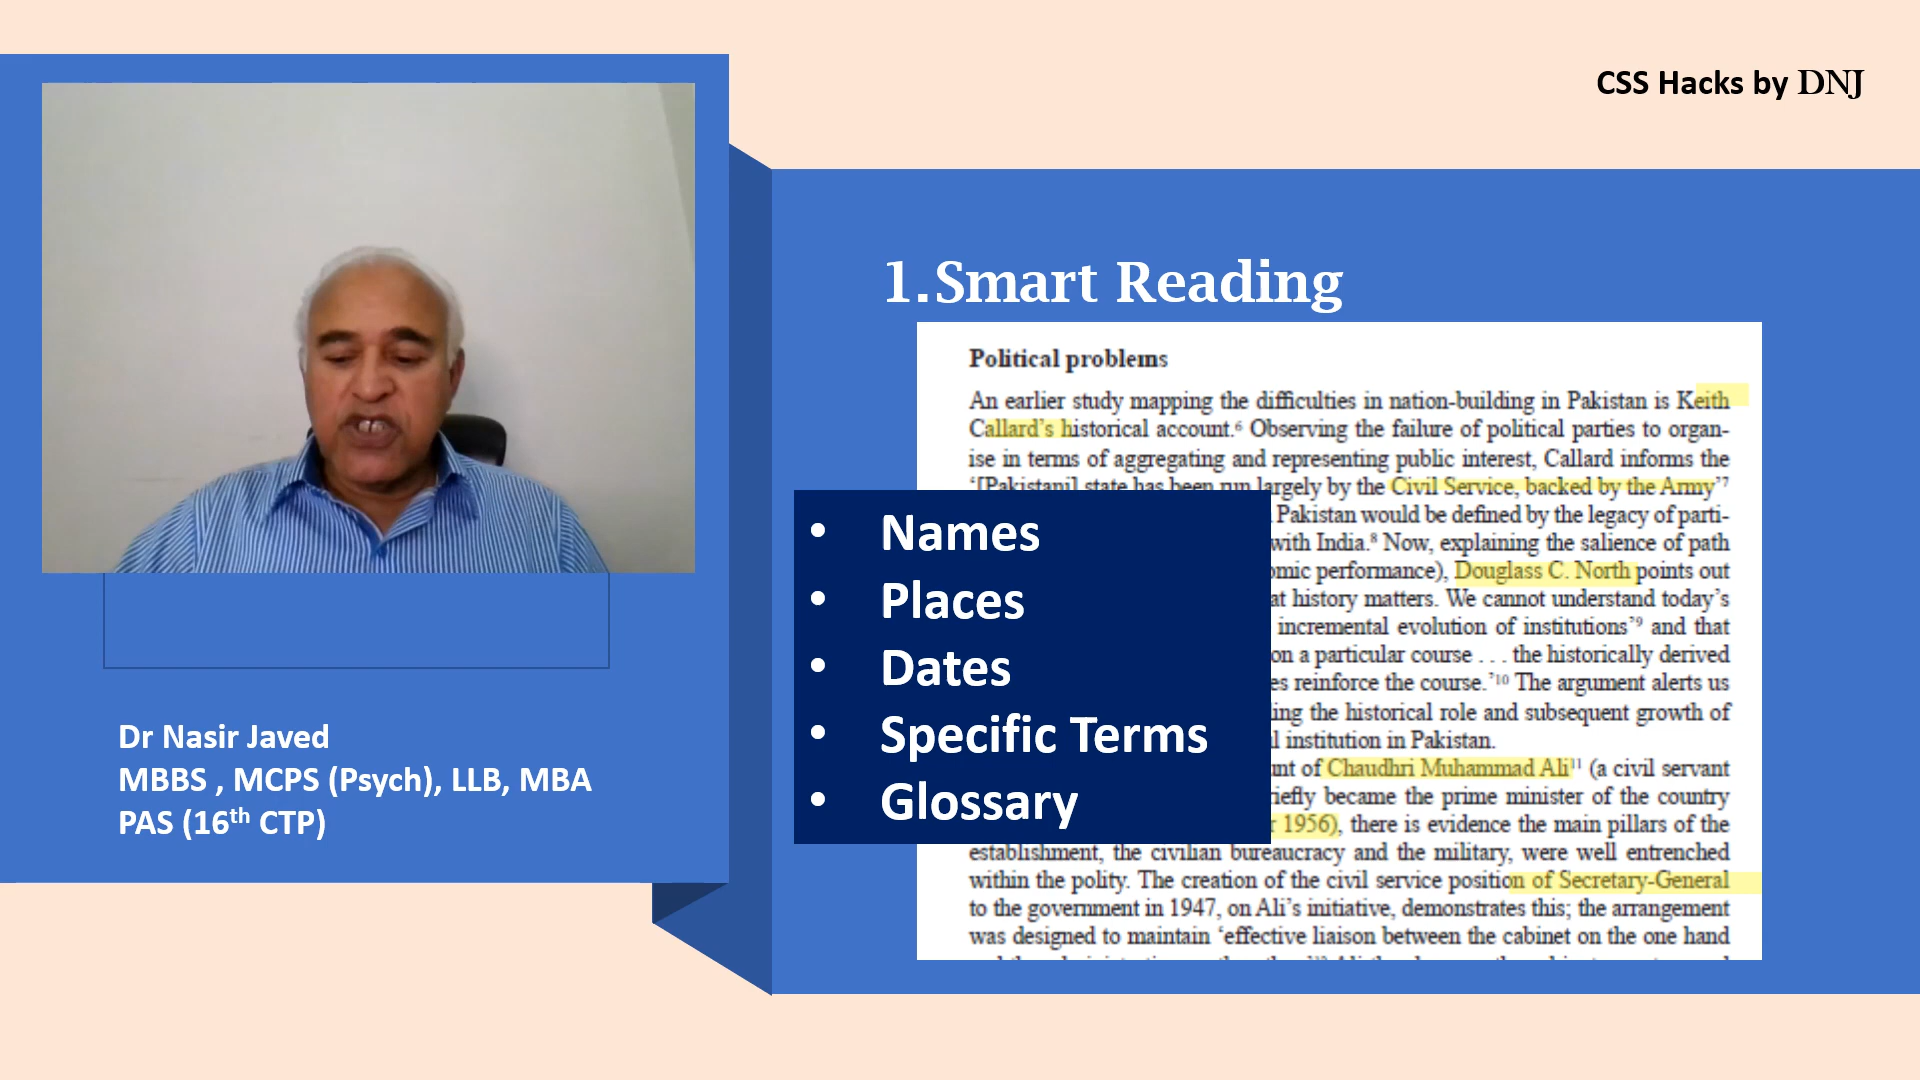 CSS Hacks by DNJ
1. Smart Reading
Political problems
An earlier study mapping the difficulties in nation-building in Pakistan is Keith
Callard's historical account.⁶ Observing the failure of political parties to organ-
ise in terms of aggregating and representing public interest, Callard informs the
'[Pakistani] state has been run largely by the Civil Service, backed by the Army'⁷
Pakistan would be defined by the legacy of parti-
with India.⁸ Now, explaining the salience of path
omic performance), Douglass C. North points out
at history matters. We cannot understand today's
incremental evolution of institutions'⁹ and that
on a particular course . . . the historically derived
es reinforce the course.'¹⁰ The argument alerts us
ing the historical role and subsequent growth of
l institution in Pakistan.
nt of Chaudhri Muhammad Ali¹¹ (a civil servant
iefly became the prime minister of the country
r 1956), there is evidence the main pillars of the
establishment, the civilian bureaucracy and the military, were well entrenched
within the polity. The creation of the civil service position of Secretary-General
to the government in 1947, on Ali's initiative, demonstrates this; the arrangement
was designed to maintain 'effective liaison between the cabinet on the one hand
• Names
• Places
• Dates
• Specific Terms
• Glossary
Dr Nasir Javed
MBBS , MCPS (Psych), LLB, MBA
PAS (16th CTP)